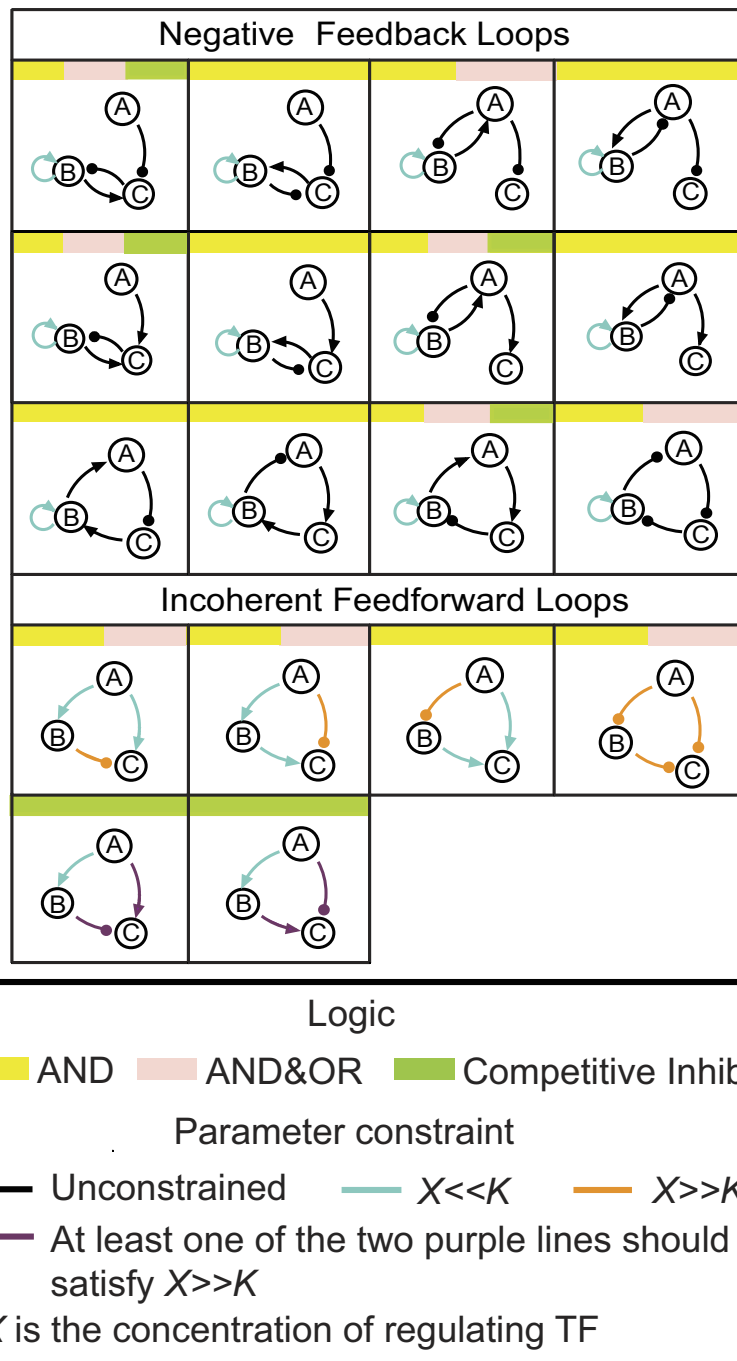 Negative Feedback Loops
A A A A
B C B C B C B C
A A A A
B C B C B C B C
A A A A
B C B C B C B C
Incoherent Feedforward Loops
A A A A
B C B C B C B C
A A
B C B C
Logic
AND AND&OR Competitive Inhib
Parameter constraint
Unconstrained X<<K X>>K
At least one of the two purple lines should
satisfy X>>K
X is the concentration of regulating TF